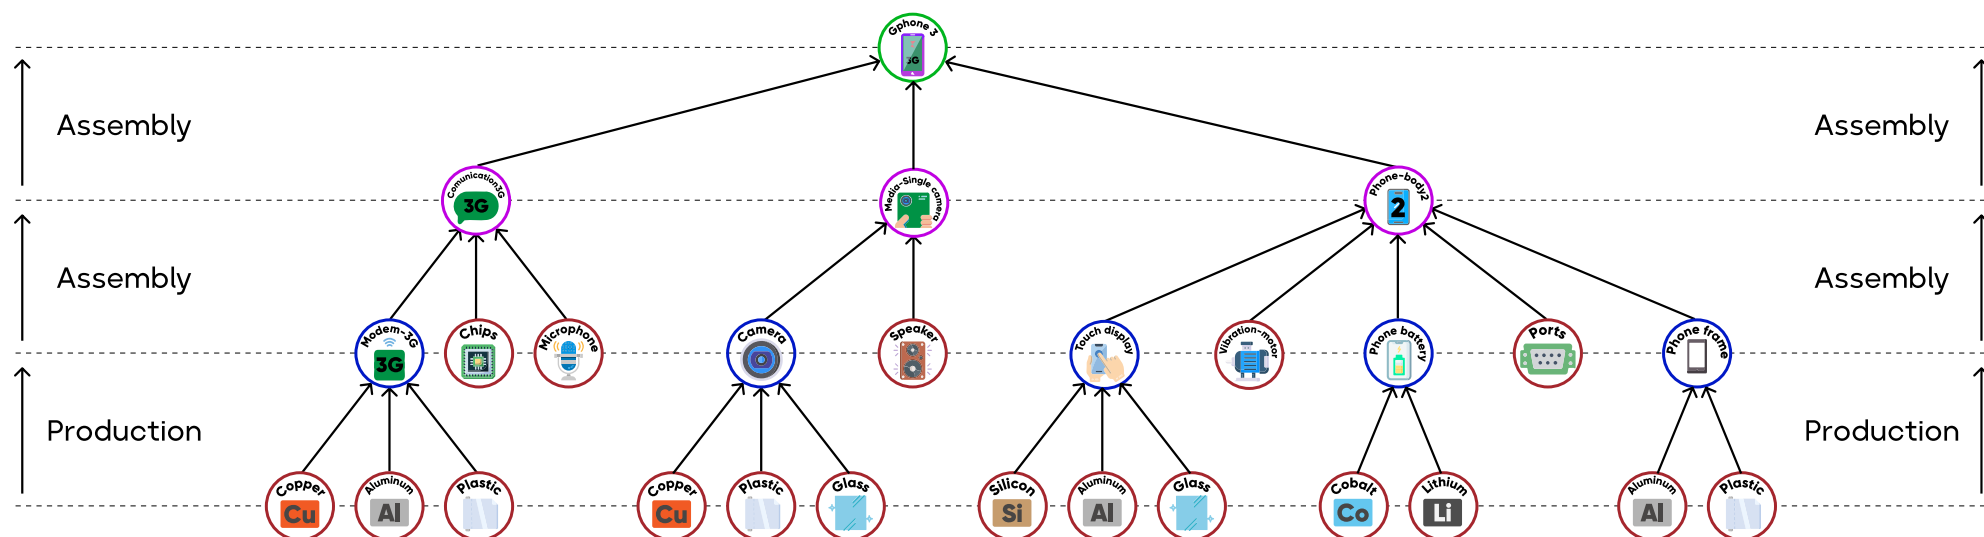 Gphone 3
3G
Assembly
Assembly
Comunication3G
3G
Media-Single camera
Phone-body2
2
Assembly
Assembly
Modem-3G
3G
Chips
Microphone
Camera
Speaker
Touch display
Vibration-motor
Phone battery
Ports
Phone frame
Production
Production
Copper
Cu
Aluminum
Al
Plastic
Copper
Cu
Plastic
Glass
Silicon
Si
Aluminum
Al
Glass
Cobalt
Co
Lithium
Li
Aluminum
Al
Plastic